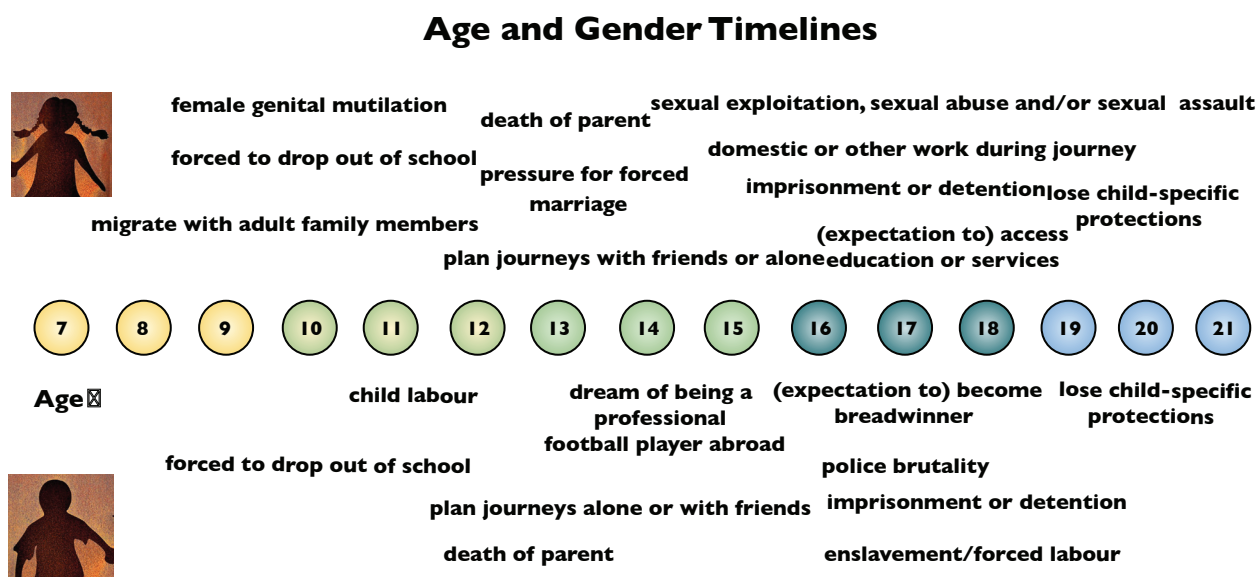 Age and Gender Timelines
female genital mutilation
sexual exploitation, sexual abuse and/or sexual assault
death of parent
forced to drop out of school
domestic or other work during journey
pressure for forced
marriage
imprisonment or detention
lose child-specific
protections
migrate with adult family members
(expectation to) access
education or services
plan journeys with friends or alone
7 8 9 10 11 12 13 14 15 16 17 18 19 20 21
Age
child labour
dream of being a
professional
football player abroad
(expectation to) become
breadwinner
lose child-specific
protections
forced to drop out of school
police brutality
plan journeys alone or with friends
imprisonment or detention
death of parent
enslavement/forced labour